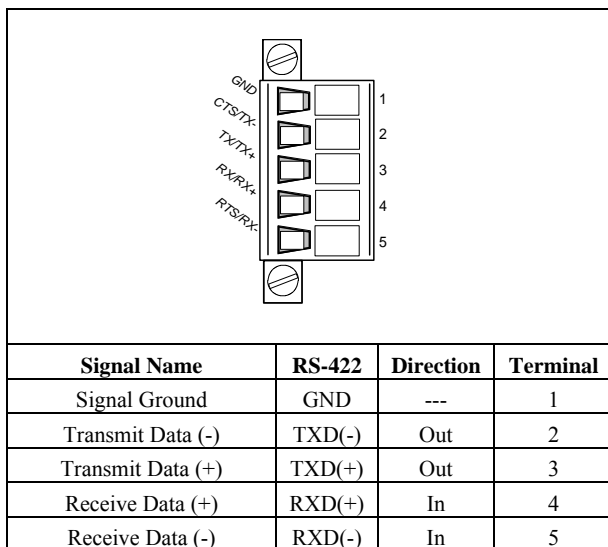 GND
1
CTS/TX-
2
TX/TX+
3
RX/RX+
4
RTS/RX-
5
Signal Name RS-422 Direction Terminal
Signal Ground GND --- 1
Transmit Data (-) TXD(-) Out 2
Transmit Data (+) TXD(+) Out 3
Receive Data (+) RXD(+) In 4
Receive Data (-) RXD(-) In 5